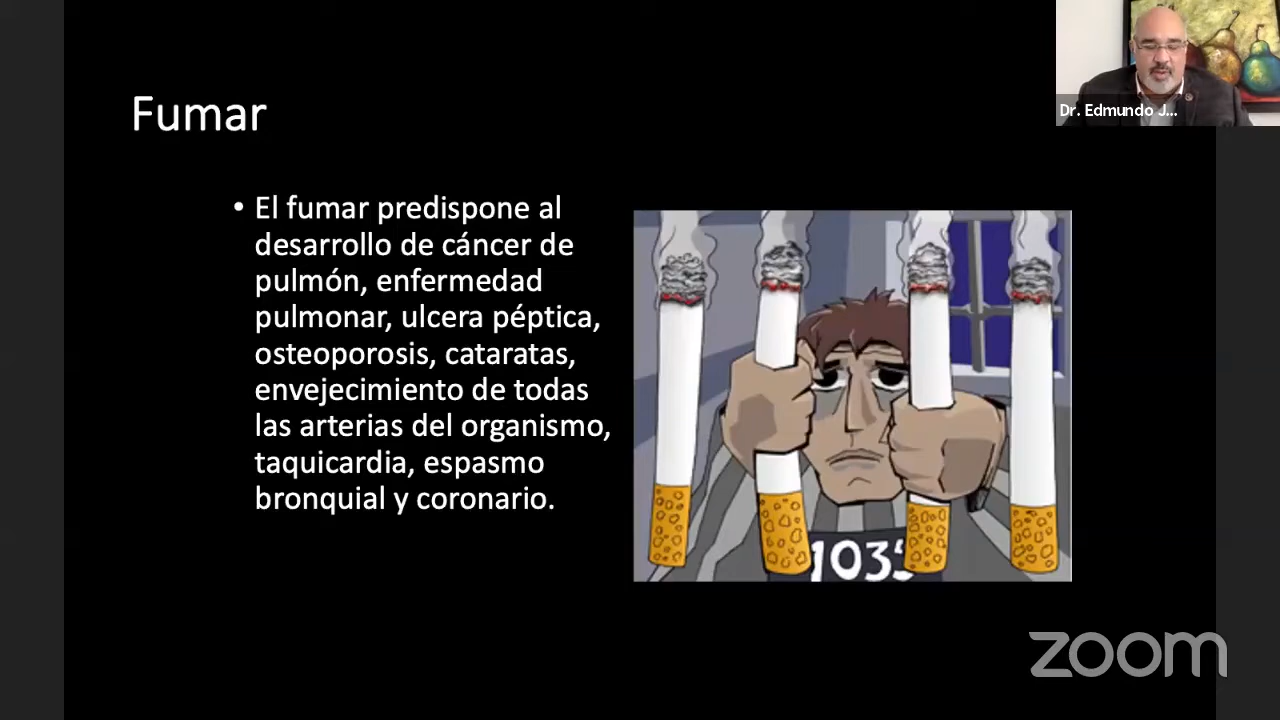 Fumar
Dr. Edmundo J...
• El fumar predispone al
desarrollo de cáncer de
pulmón, enfermedad
pulmonar, ulcera péptica,
osteoporosis, cataratas,
envejecimiento de todas
las arterias del organismo,
taquicardia, espasmo
bronquial y coronario.
1035
zoom